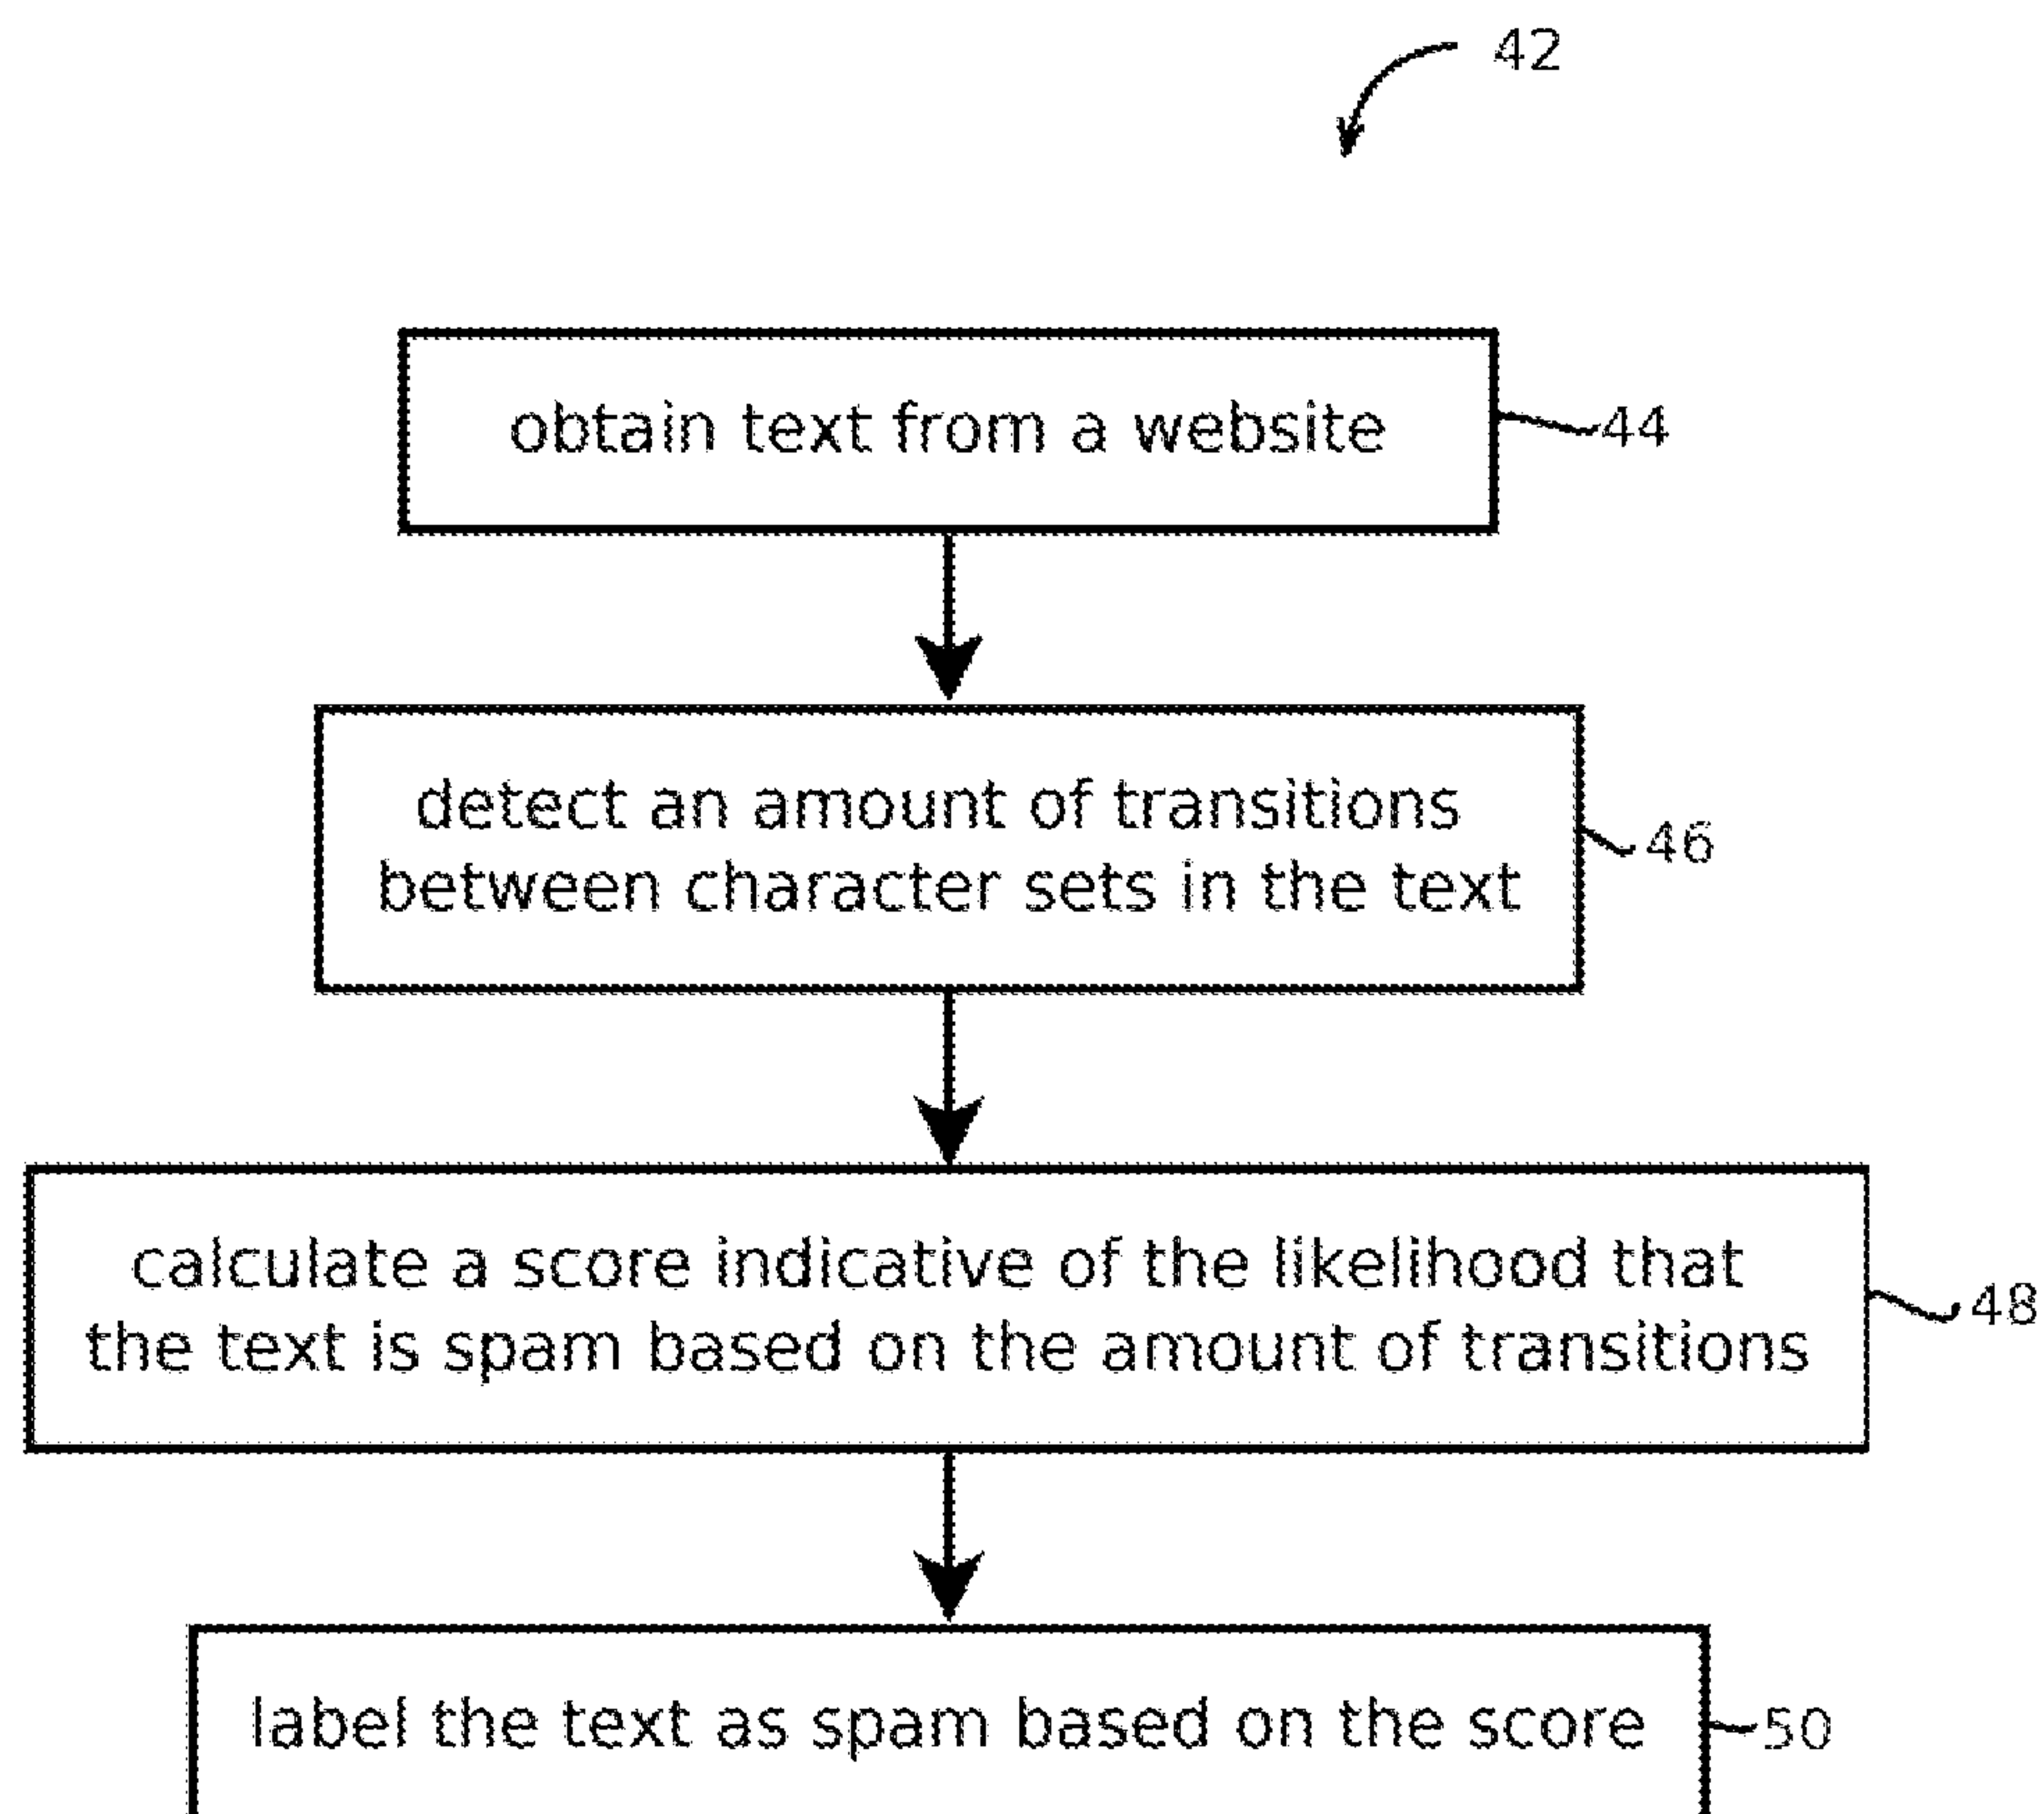 42
obtain text from a website
44
detect an amount of transitions
between character sets in the text
46
calculate a score indicative of the likelihood that
the text is spam based on the amount of transitions
48
label the text as spam based on the score
50